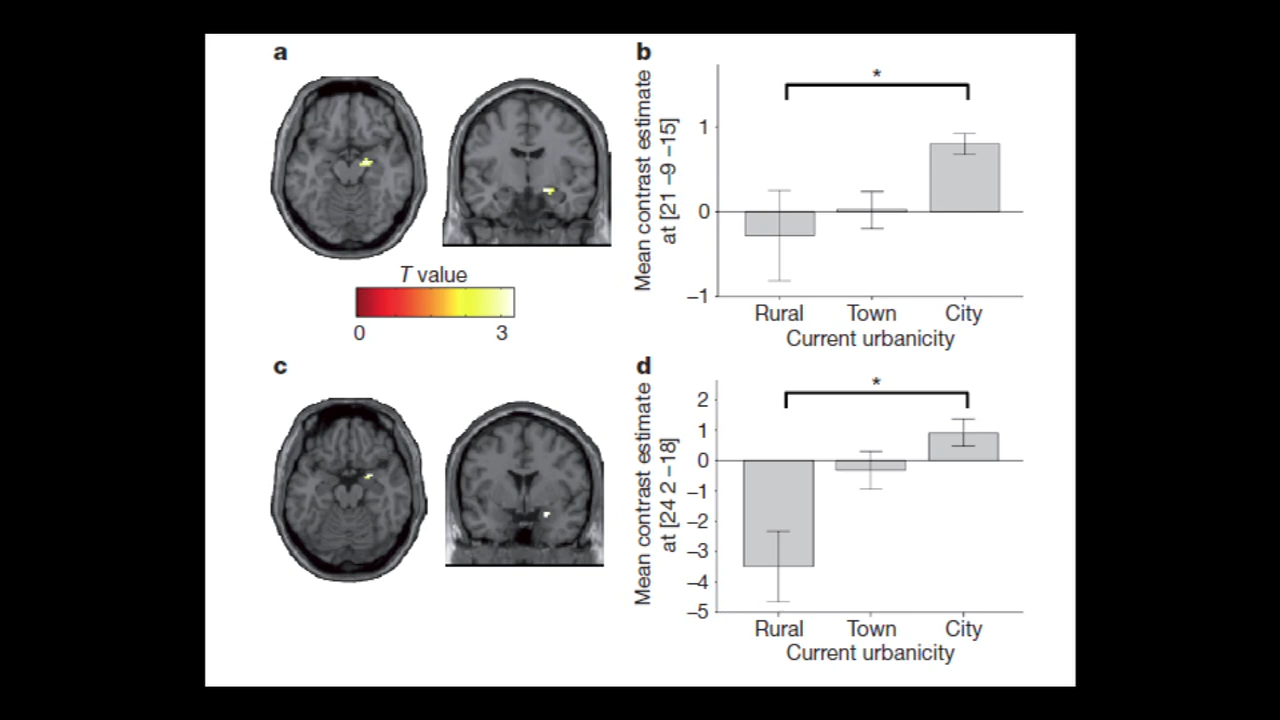 a
T value
0 3
b
*
Mean contrast estimate
at [21 –9 –15]
1
0
–1
Rural Town City
Current urbanicity
c
d
*
Mean contrast estimate
at [24 2 –18]
2
1
0
–1
–2
–3
–4
–5
Rural Town City
Current urbanicity